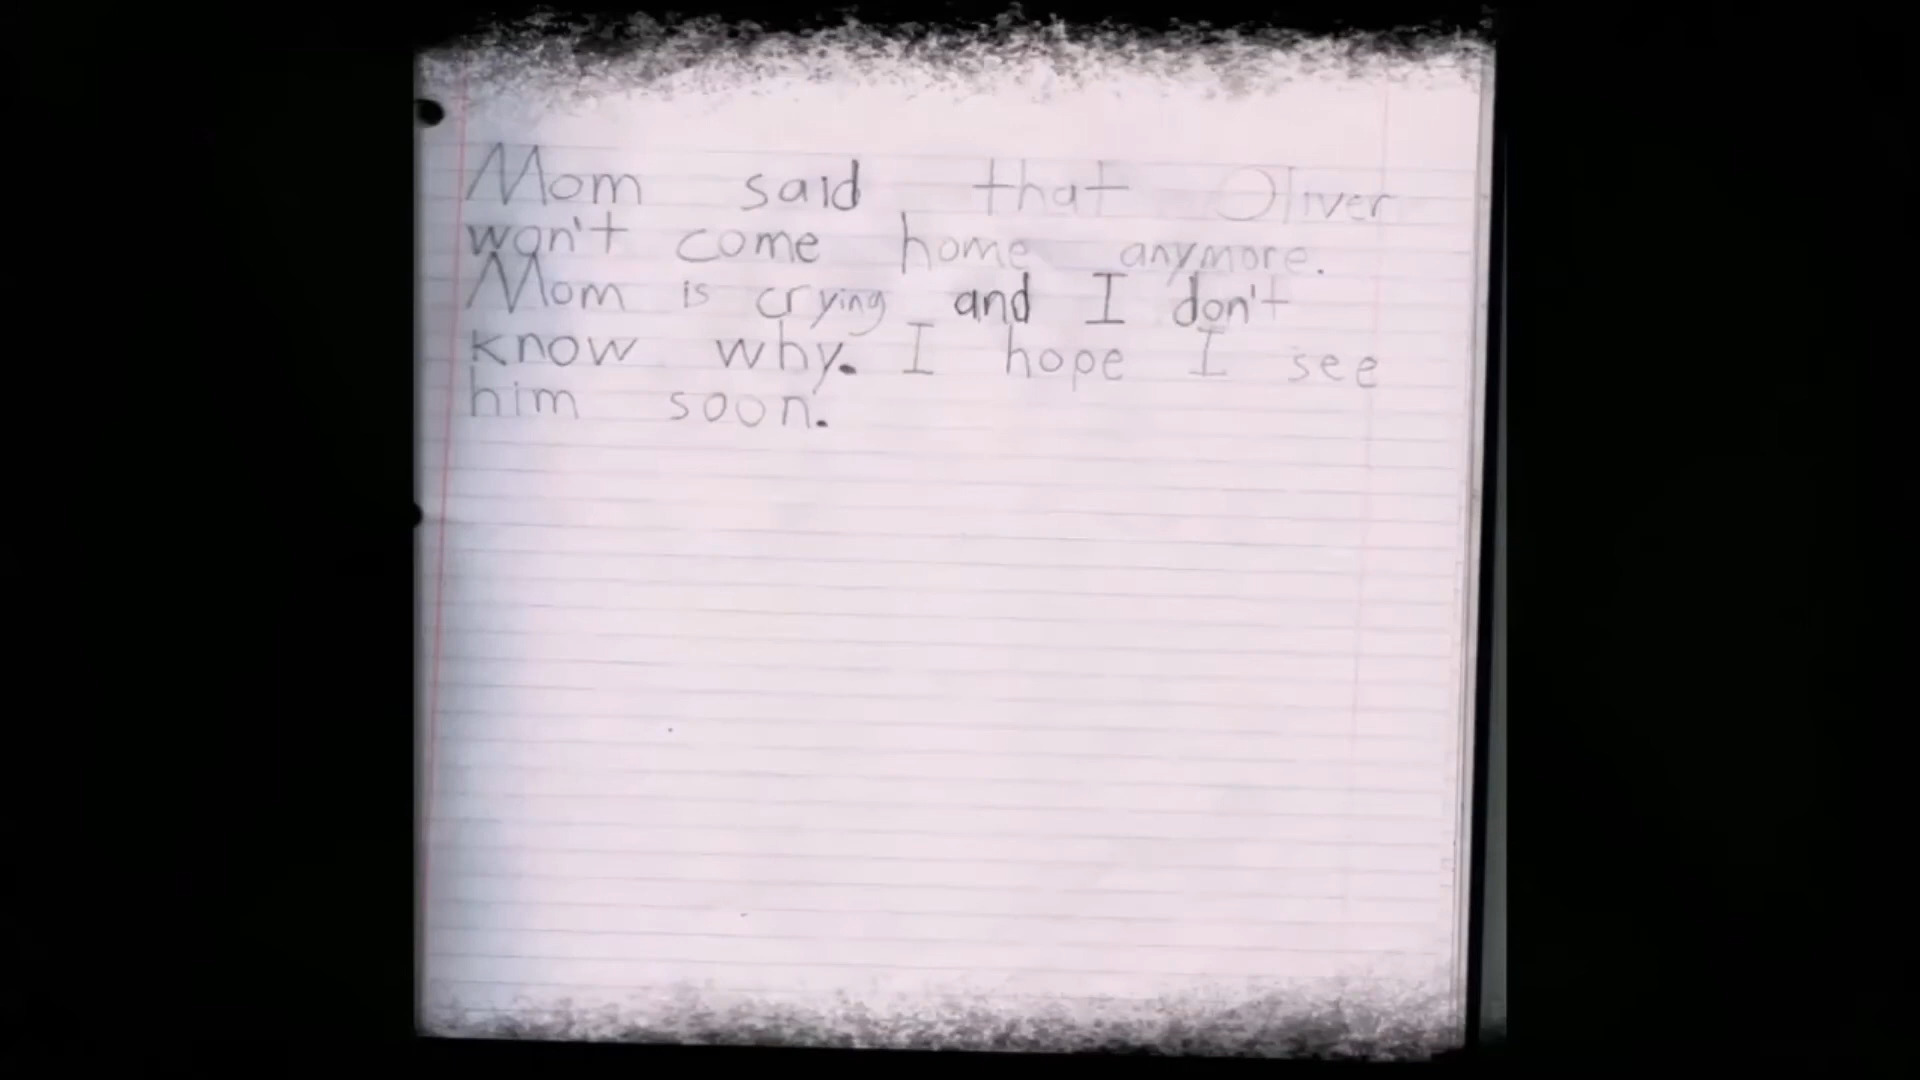 Mom said that Oliver
won't come home anymore.
Mom is crying and I don't
know why. I hope I see
him soon.